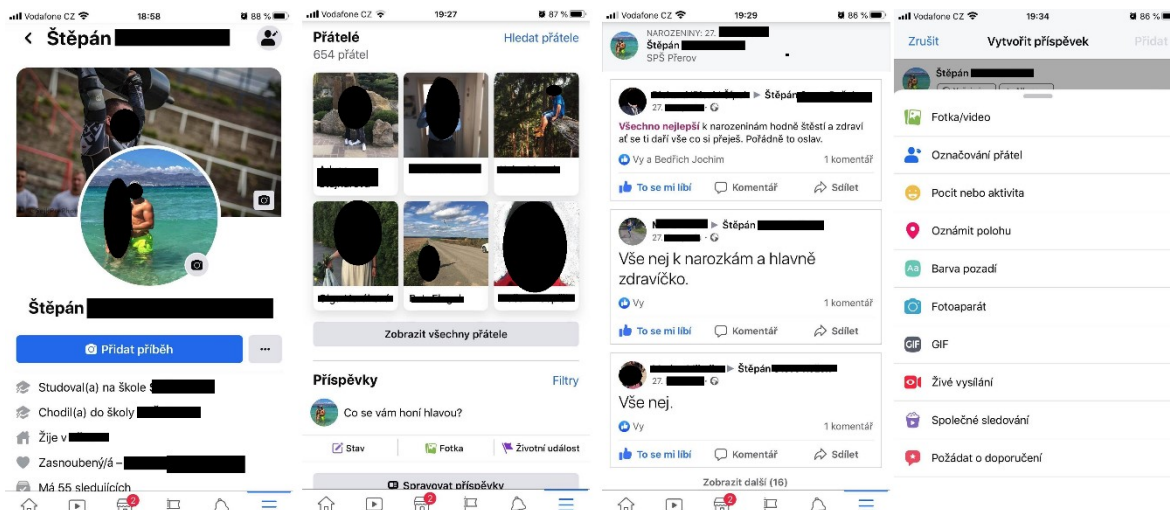 Vodafone CZ 18:58 88 %
Štěpán
Štěpán
Přidat příběh
Studoval(a) na škole
Chodil(a) do školy
Žije v
Zasnoubený/á –
Má 55 sledujících
2
Vodafone CZ 19:27 87 %
Přátelé
Hledat přátele
654 přátel
Zobrazit všechny přátele
Příspěvky
Filtry
Co se vám honí hlavou?
Stav
Fotka
Životní událost
Spravovat příspěvky
2
Vodafone CZ 19:29 86 %
NAROZENINY: 27.
Štěpán
SPŠ Přerov
Štěpán
27.
Všechno nejlepší k narozeninám hodně štěstí a zdraví
ať se ti daří vše co si přeješ. Pořádně to oslav.
Vy a Bedřich Jochim
1 komentář
To se mi líbí
Komentář
Sdílet
Štěpán
27.
Vše nej k narozkám a hlavně
zdravíčko.
Vy
1 komentář
To se mi líbí
Komentář
Sdílet
Štěpán
27.
Vše nej.
Vy
1 komentář
To se mi líbí
Komentář
Sdílet
Zobrazit další (16)
2
Vodafone CZ 19:34 86 %
Zrušit
Vytvořit příspěvek
Přidat
Štěpán
Fotka/video
Označování přátel
Pocit nebo aktivita
Oznámit polohu
Aa
Barva pozadí
Fotoaparát
GIF
GIF
Živé vysílání
Společné sledování
Požádat o doporučení